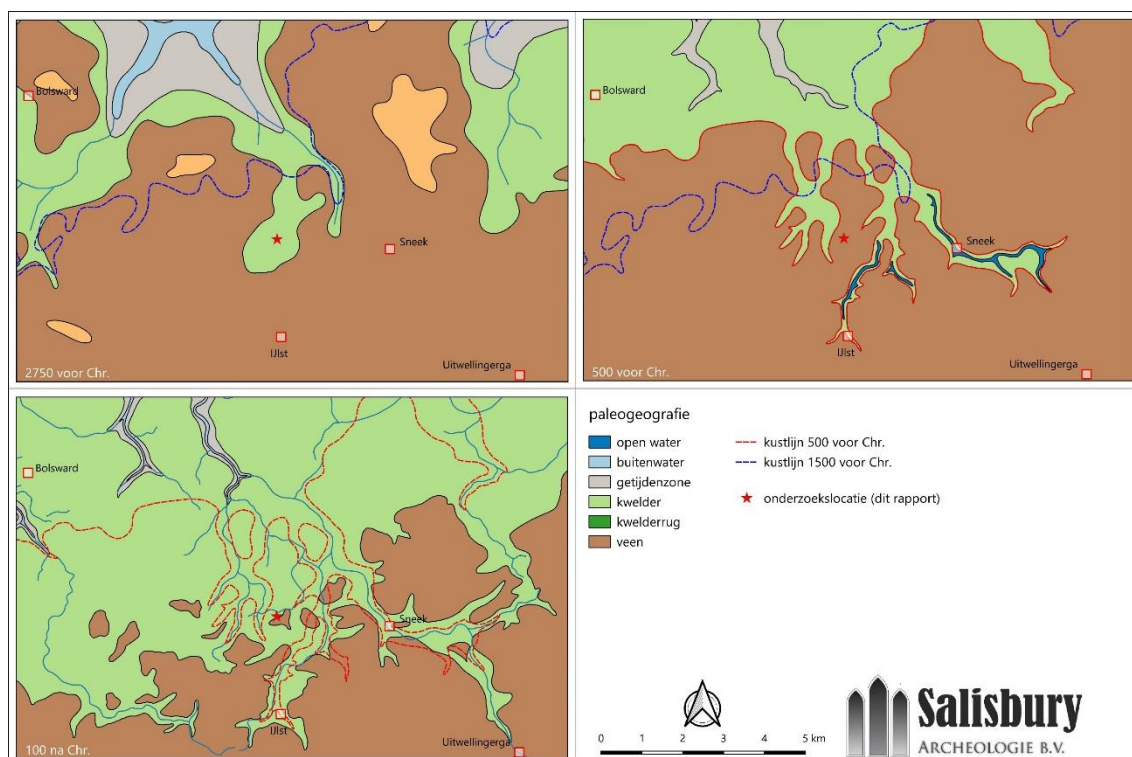 Bolsward
Sneek
IJlst
Uitwellingerga
2750 voor Chr.
Bolsward
Sneek
IJlst
Uitwellingerga
500 voor Chr.
Bolsward
Sneek
IJlst
Uitwellingerga
100 na Chr.
paleogeografie
open water
buitenwater
getijdenzone
kwelder
kwelderrug
veen
kustlijn 500 voor Chr.
kustlijn 1500 voor Chr.
onderzoekslocatie (dit rapport)
0 1 2 3 4 5 km
Salisbury
ARCHEOLOGIE B.V.